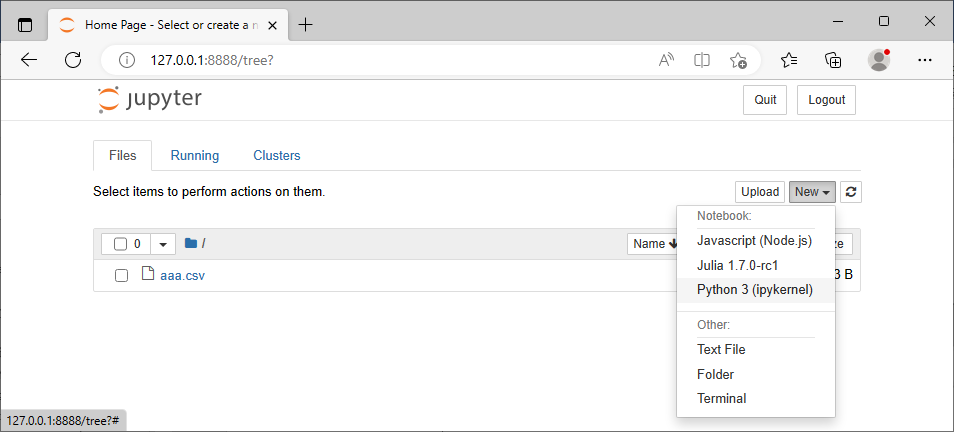 Home Page - Select or create a n
127.0.0.1:8888/tree?
jupyter
Quit
Logout
Files
Running
Clusters
Select items to perform actions on them.
Upload
New
Notebook:
Javascript (Node.js)
Julia 1.7.0-rc1
Python 3 (ipykernel)
Other:
Text File
Folder
Terminal
0
/
Name
ze
aaa.csv
3 B
127.0.0.1:8888/tree?#